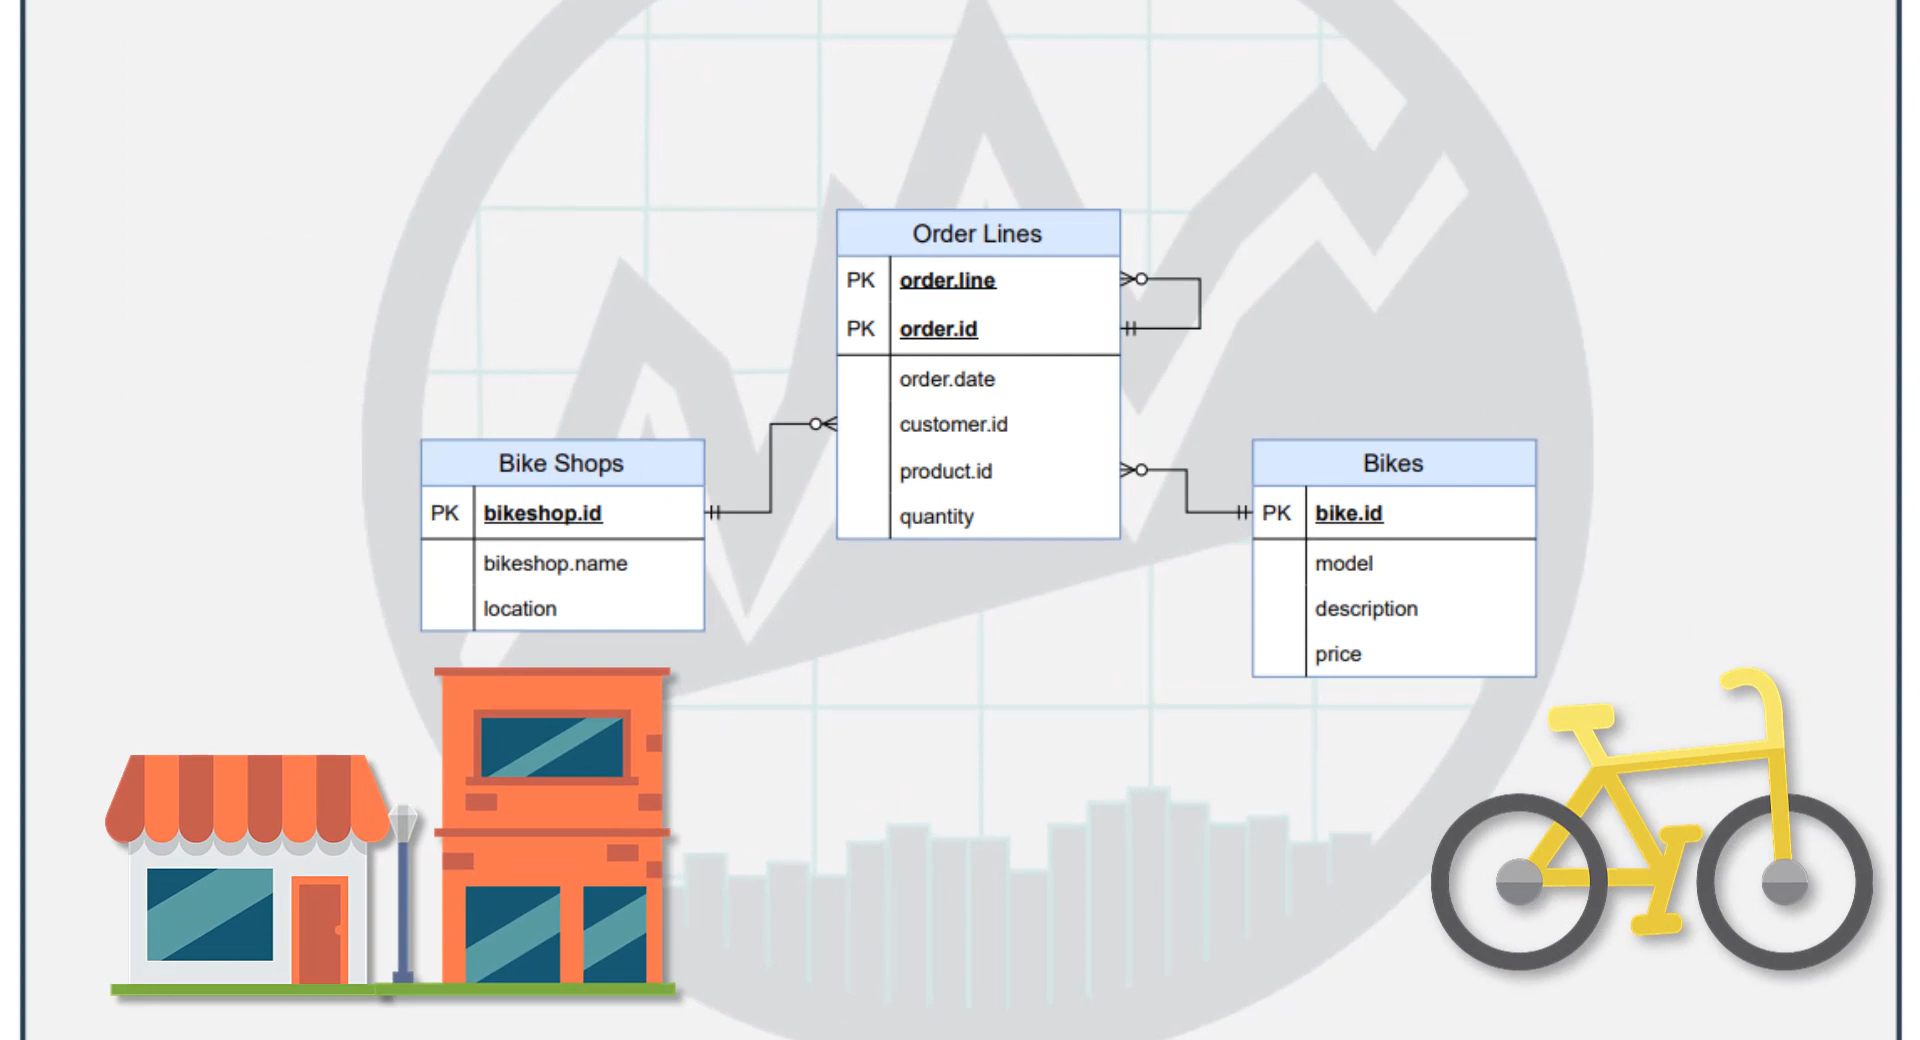 Order Lines
PK order.line
PK order.id
order.date
customer.id
product.id
quantity
Bike Shops
PK bikeshop.id
bikeshop.name
location
Bikes
PK bike.id
model
description
price